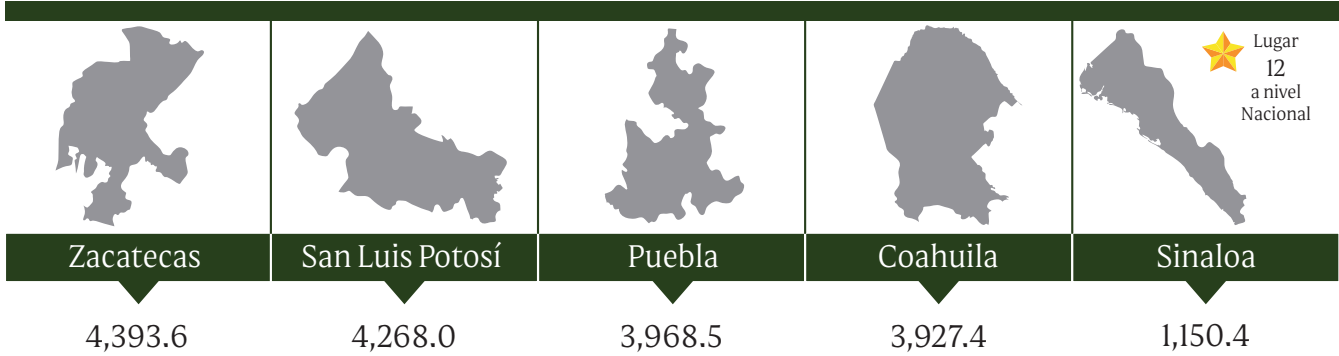 Lugar
12
a nivel
Nacional
Zacatecas
San Luis Potosí
Puebla
Coahuila
Sinaloa
4,393.6
4,268.0
3,968.5
3,927.4
1,150.4